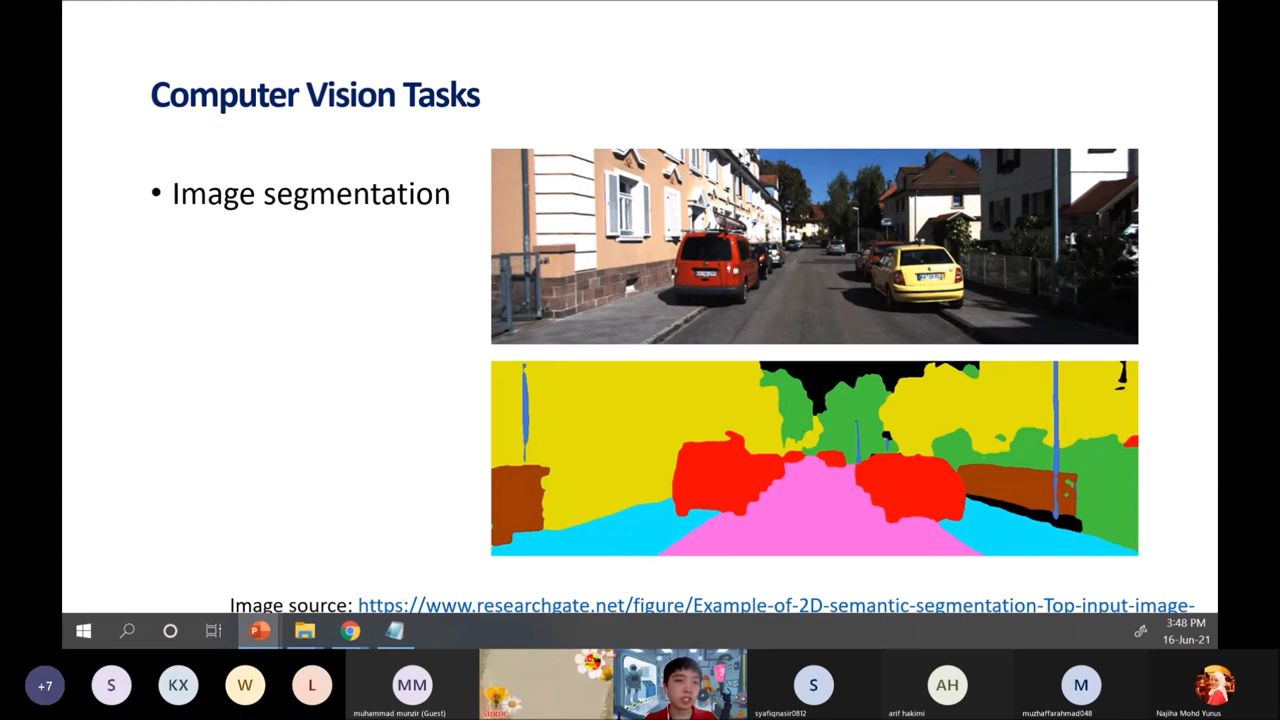 Computer Vision Tasks
• Image segmentation
Image source: https://www.researchgate.net/figure/Example-of-2D-semantic-segmentation-Top-input-image-
3:48 PM
16-Jun-21
+7
S
KX
W
L
MM
S
AH
M
muhammad munzir (Guest)
syafiqnasir0812
arif hakimi
muzhaffarahmad048
Najiha Mohd Yunus